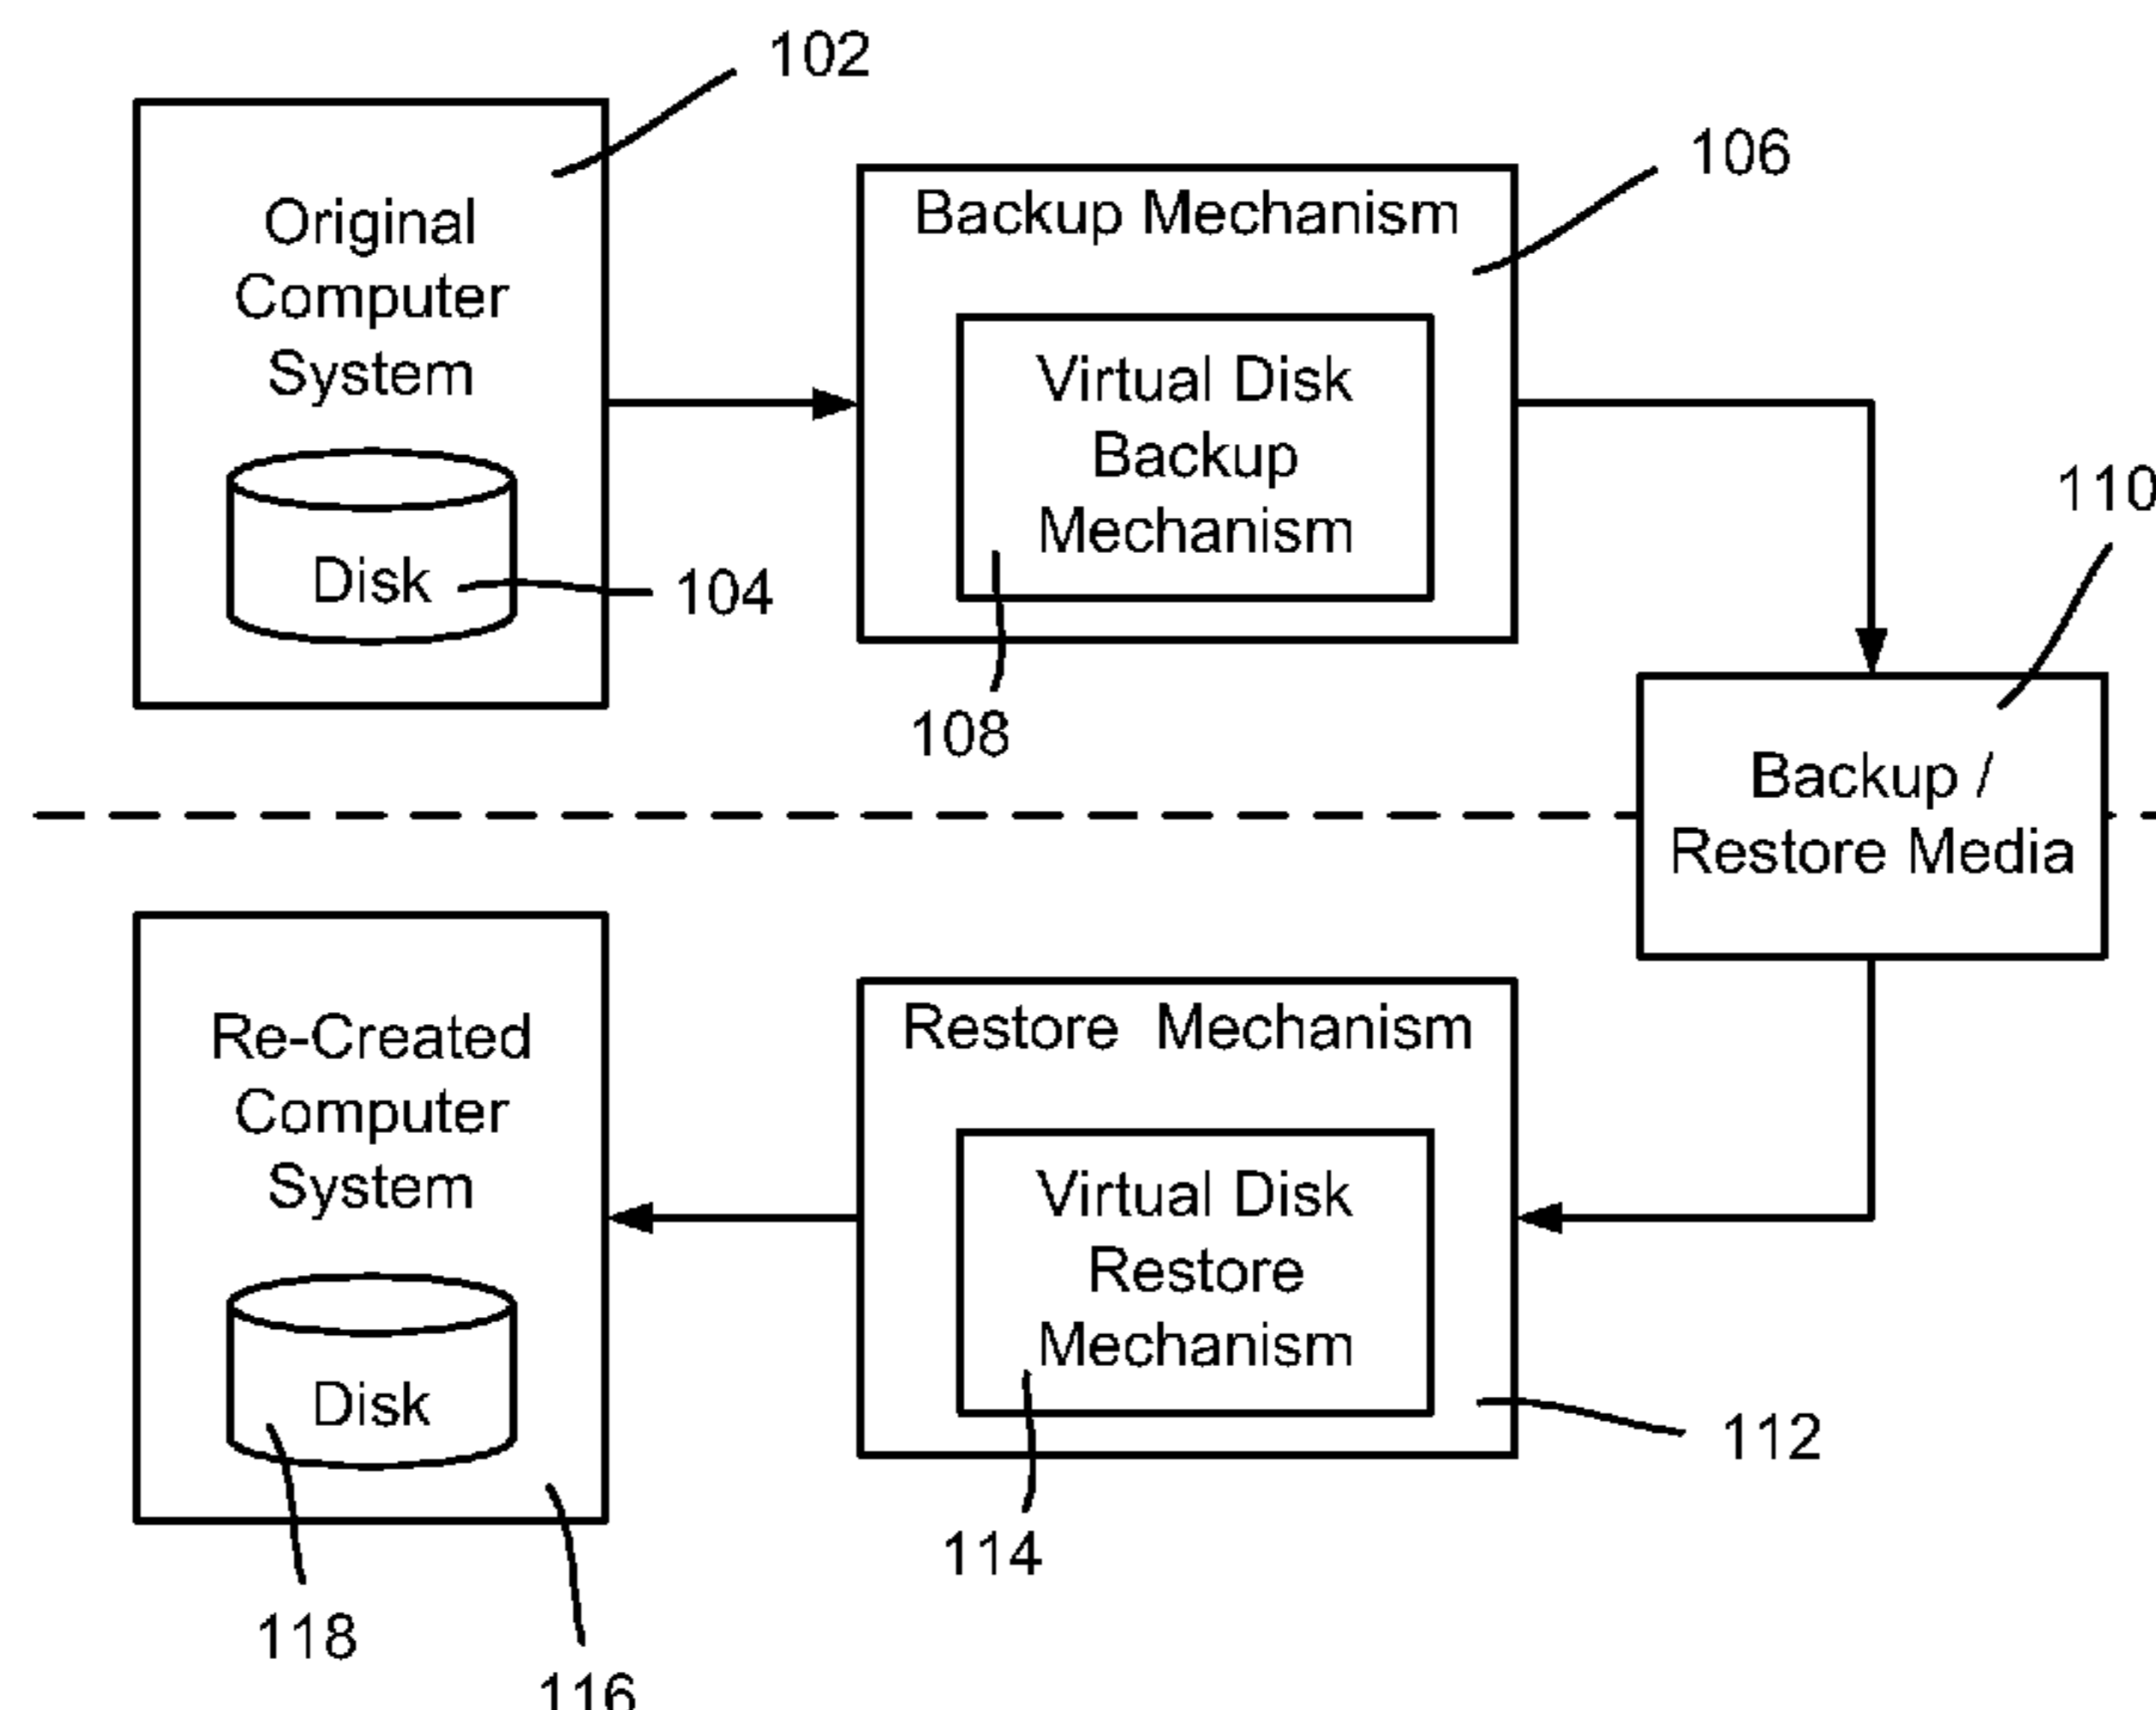 102
Original
Computer
System
Disk
104
106
Backup Mechanism
Virtual Disk
Backup
Mechanism
108
110
Backup /
Restore Media
Re-Created
Computer
System
Disk
118
116
Restore Mechanism
Virtual Disk
Restore
Mechanism
114
112